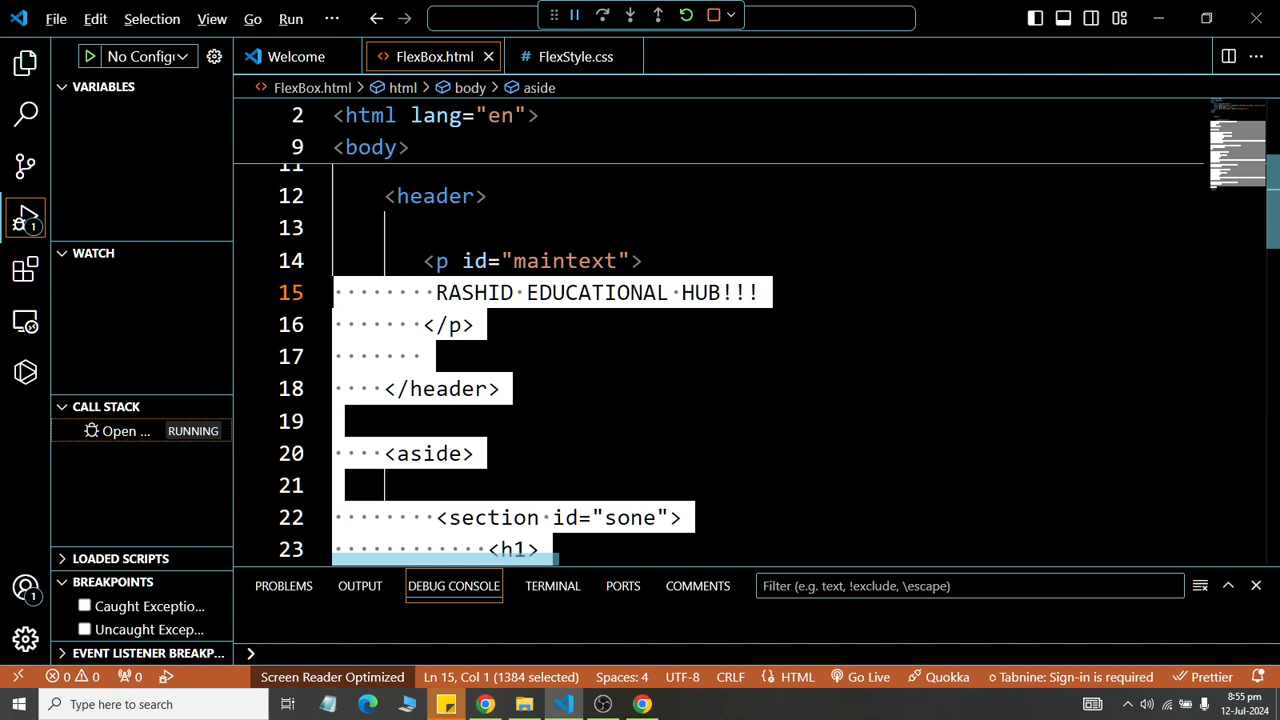 File Edit Selection View Go Run ···
No Config
Welcome
FlexBox.html
# FlexStyle.css
VARIABLES
FlexBox.html > html > body > aside
2 <html lang="en">
9 <body>
11
12 <header>
13
14 <p id="maintext">
15 RASHID EDUCATIONAL HUB!!!
16 </p>
17
18 </header>
19
20 <aside>
21
22 <section id="sone">
23 <h1>
WATCH
CALL STACK
Open ... RUNNING
LOADED SCRIPTS
BREAKPOINTS
Caught Exceptio...
Uncaught Excep...
EVENT LISTENER BREAKP...
1
1
PROBLEMS OUTPUT DEBUG CONSOLE TERMINAL PORTS COMMENTS
Filter (e.g. text, !exclude, \escape)
>
0 0 0 Screen Reader Optimized Ln 15, Col 1 (1384 selected) Spaces: 4 UTF-8 CRLF {} HTML Go Live Quokka Tabnine: Sign-in is required Prettier
Type here to search
8:55 pm
12-Jul-2024